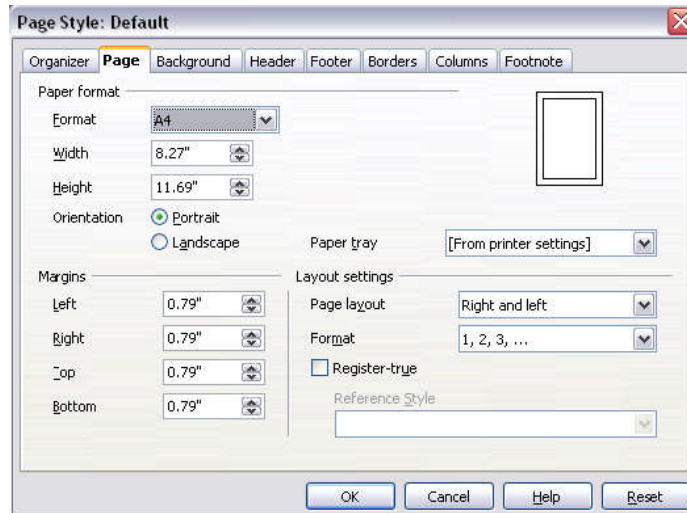 Page Style: Default
Organizer Page Background Header Footer Borders Columns Footnote
Paper format
Format A4
Width 8.27"
Height 11.69"
Orientation Portrait
Landscape Paper tray [From printer settings]
Margins Layout settings
Left 0.79" Page layout Right and left
Right 0.79" Format 1, 2, 3, ...
Top 0.79" Register-true
Reference Style
Bottom 0.79"
OK Cancel Help Reset